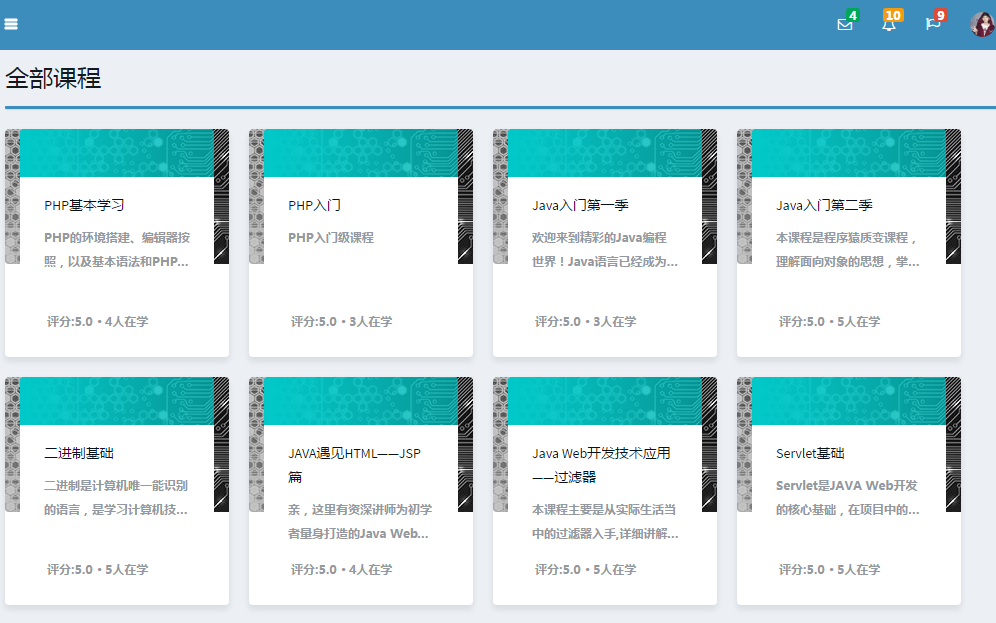 4
10
9
全部课程
PHP基本学习
PHP的环境搭建、编辑器按
照，以及基本语法和PHP...
评分:5.0・4人在学
PHP入门
PHP入门级课程
评分:5.0・3人在学
Java入门第一季
欢迎来到精彩的Java编程
世界！Java语言已经成为...
评分:5.0・3人在学
Java入门第二季
本课程是程序猿质变课程，
理解面向对象的思想，掌...
评分:5.0・5人在学
二进制基础
二进制是计算机唯一能识别
的语言，是学习计算机技...
评分:5.0・5人在学
JAVA遇见HTML——JSP
篇
亲，这里有资深讲师为初学
者量身打造的Java Web...
评分:5.0・4人在学
Java Web开发技术应用
——过滤器
本课程主要是从实际生活当
中的过滤器入手,详细讲解...
评分:5.0・5人在学
Servlet基础
Servlet是JAVA Web开发
的核心基础，在项目中的...
评分:5.0・5人在学